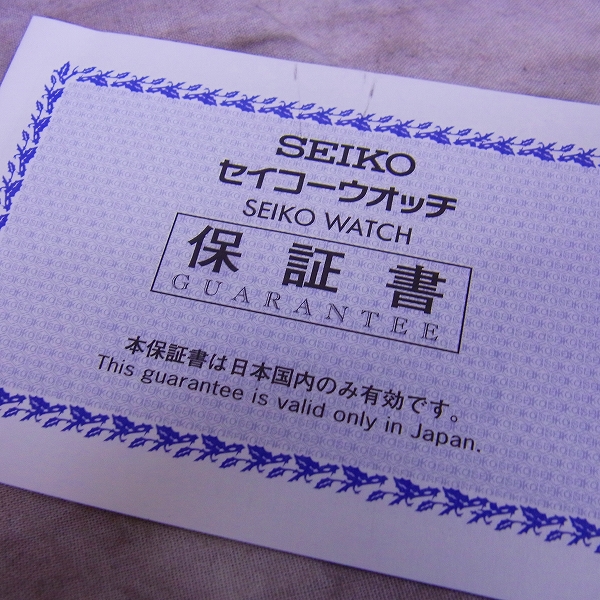 SEIKO
セイコーウオッチ
SEIKO WATCH
保証書
GUARANTEE
本保証書は日本国内のみ有効です。
This guarantee is valid only in Japan.